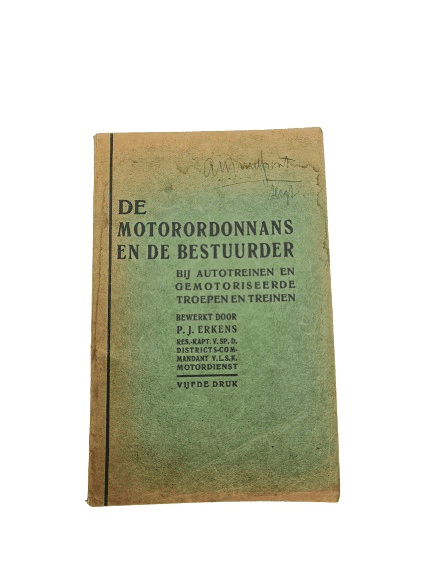 DE
MOTORORDONNANS
EN DE BESTUURDER
BIJ AUTOTREINEN EN
GEMOTORISEERDE
TROEPEN EN TREINEN
BEWERKT DOOR
P. J. ERKENS
RES.-KAPT. V. SP. D.
DISTRICTS-COM-
MANDANT V.L.S.K.
MOTORDIENST
VIJFDE DRUK